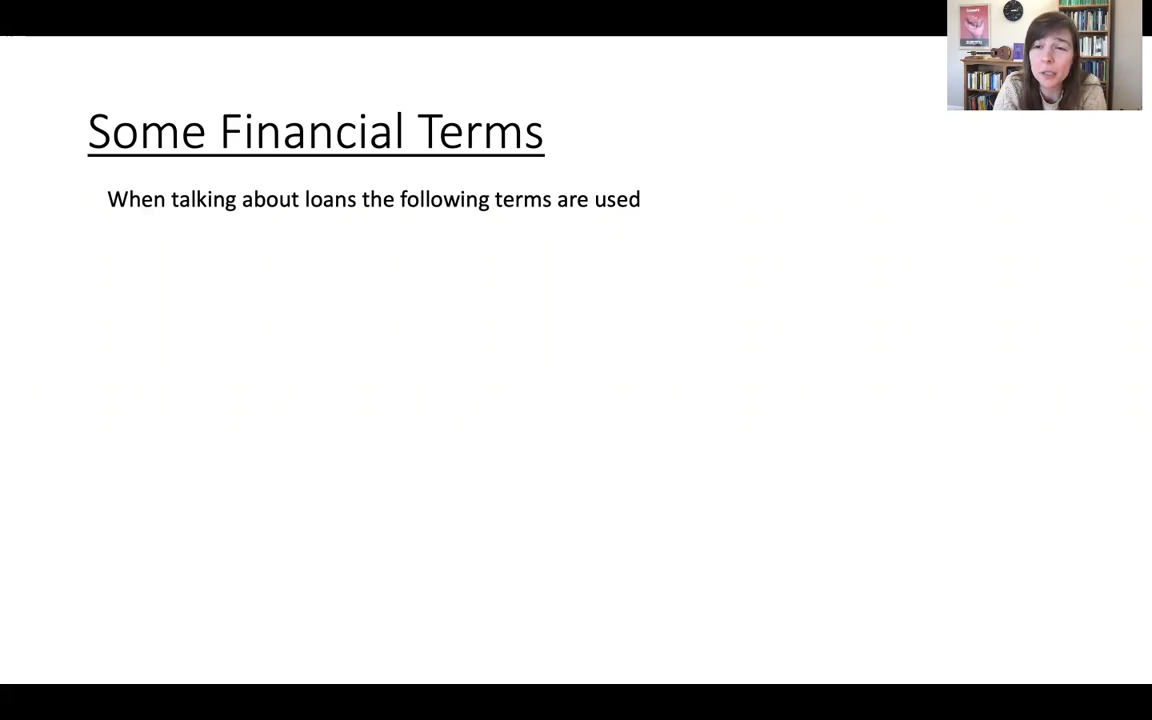 Some Financial Terms
When talking about loans the following terms are used